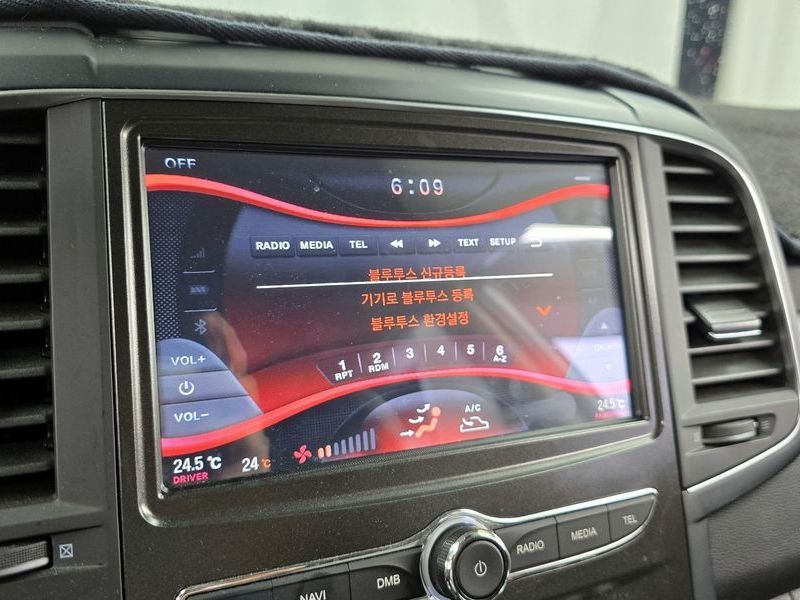 OFF
6:09
RADIO MEDIA TEL TEXT SETUP
블루투스 신규등록
기기로 블루투스 등록
블루투스 환경설정
1 2 3 4 5 6
RPT RDM A-Z
VOL+
VOL−
A/C
24.5℃ 24℃ 24.5℃
DRIVER
NAVI DMB RADIO MEDIA TEL